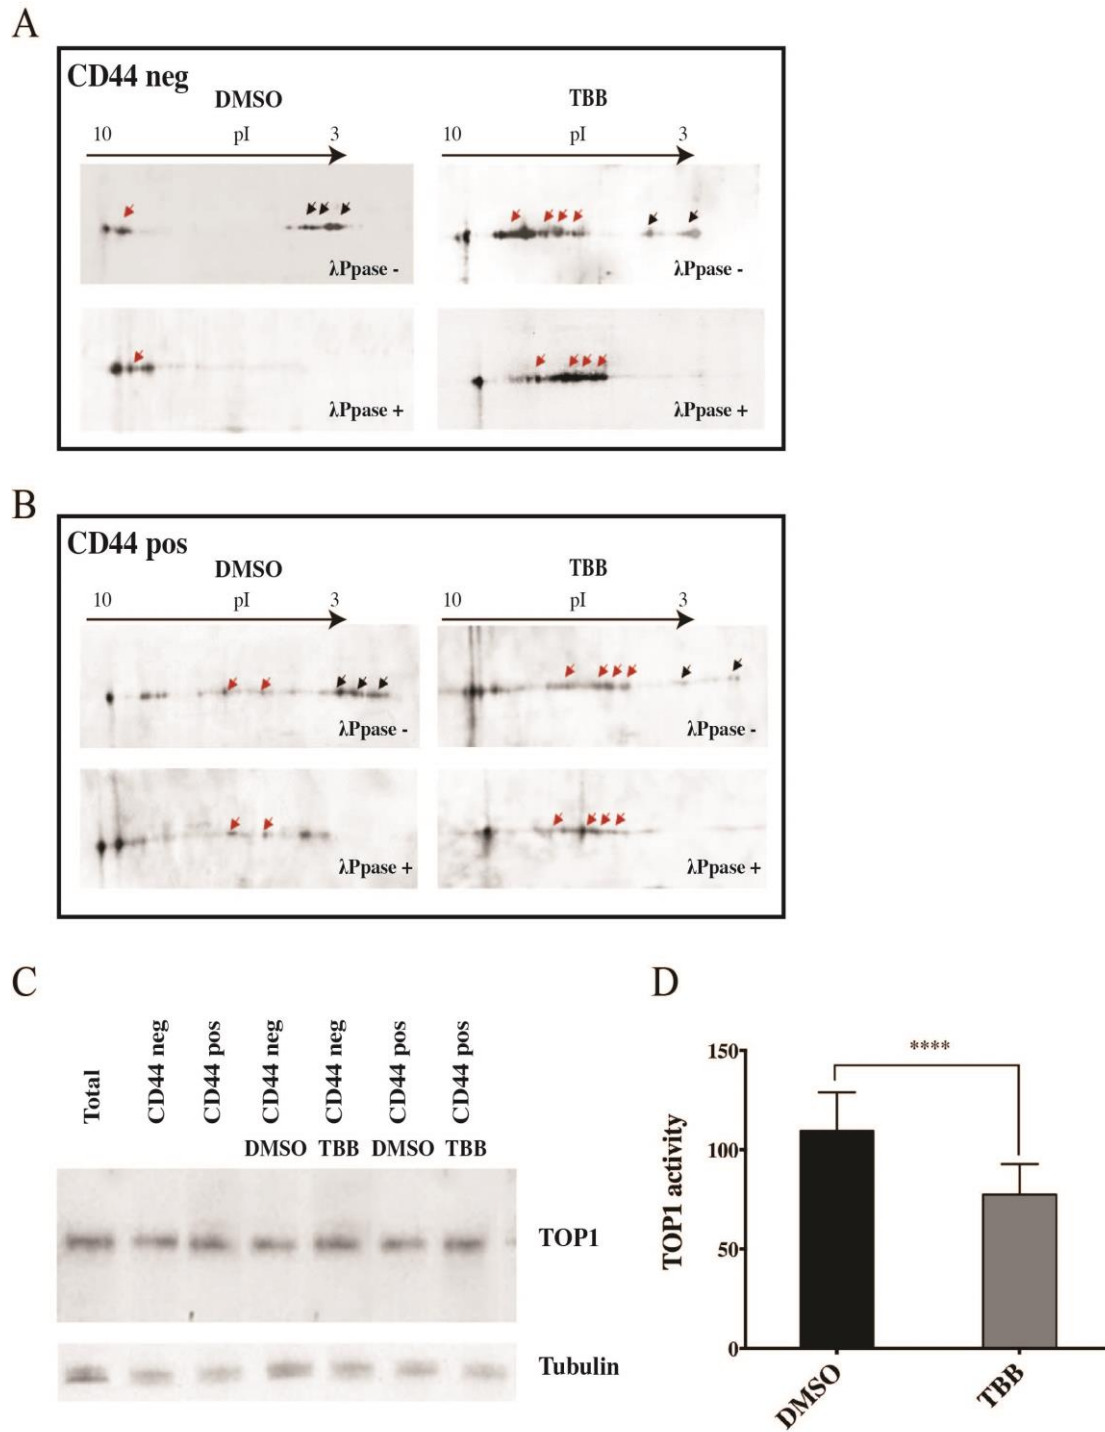 A
CD44 neg
DMSO
TBB
10 pI 3
10 pI 3
λPpase -
λPpase -
λPpase +
λPpase +
B
CD44 pos
DMSO
TBB
10 pI 3
10 pI 3
λPpase -
λPpase -
λPpase +
λPpase +
C
Total
CD44 neg
CD44 pos
CD44 neg
CD44 neg
CD44 pos
CD44 pos
DMSO TBB DMSO TBB
TOP1
Tubulin
D
****
TOP1 activity
150
100
50
0
DMSO
TBB